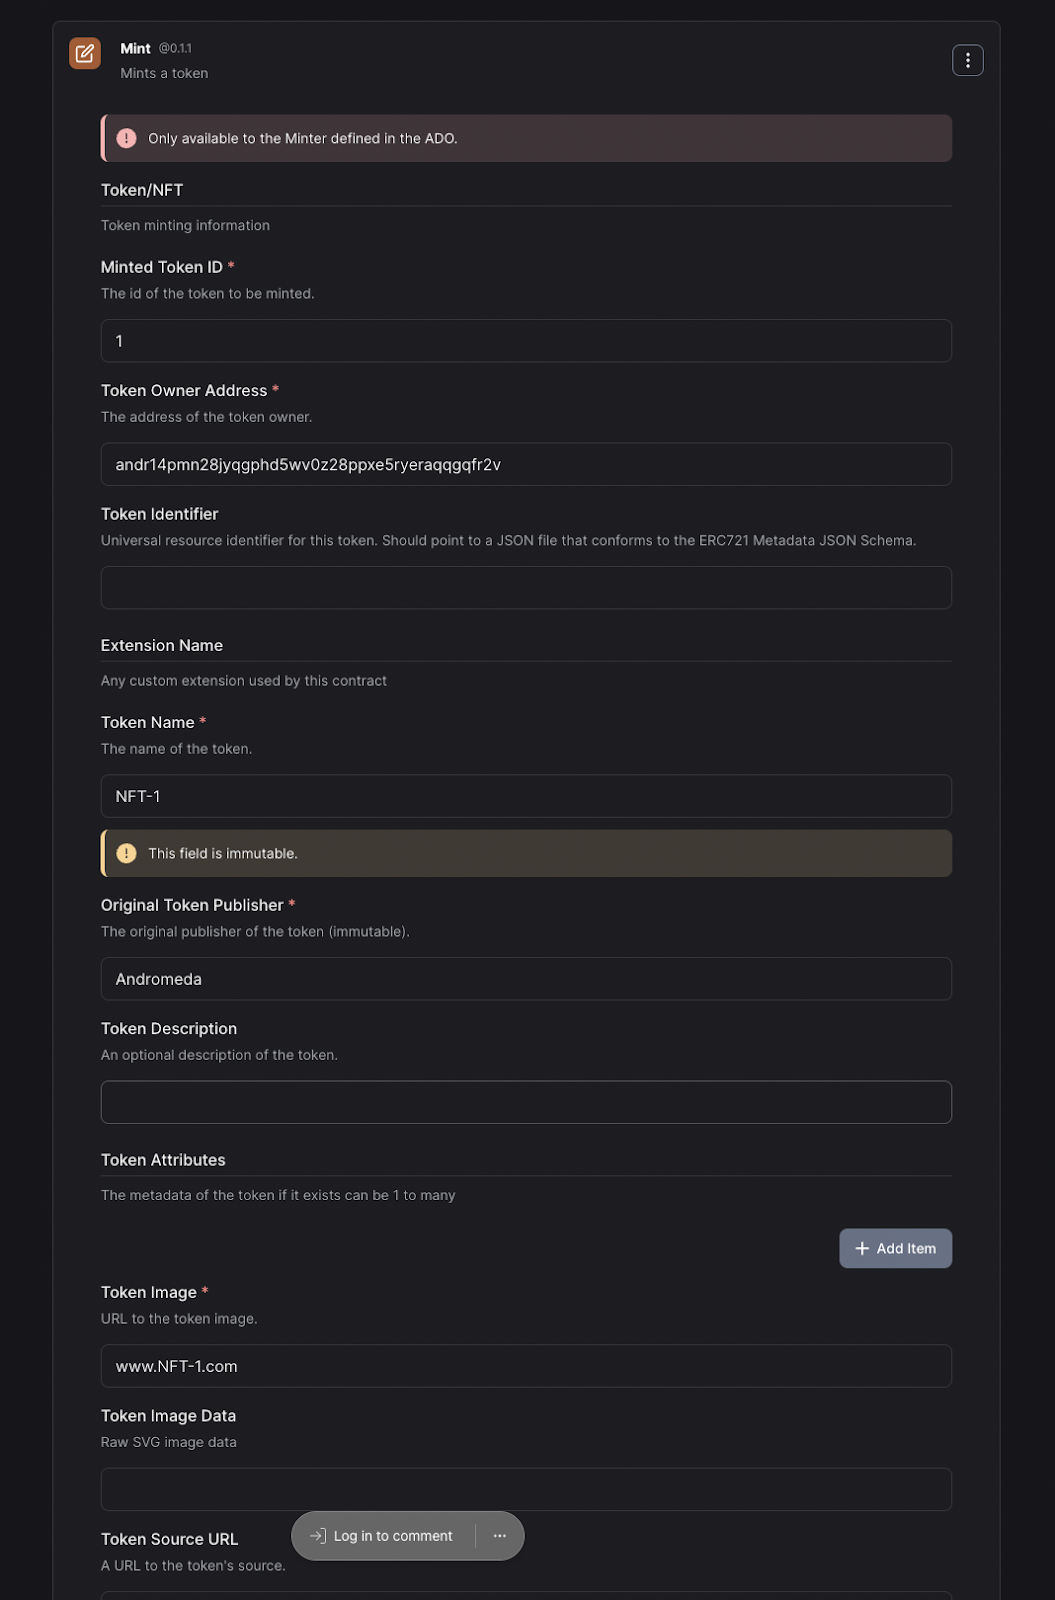 Mint @0.1.1
Mints a token
Only available to the Minter defined in the ADO.
Token/NFT
Token minting information
Minted Token ID *
The id of the token to be minted.
1
Token Owner Address *
The address of the token owner.
andr14pmn28jyqgphd5wv0z28ppxe5ryeraqqgqfr2v
Token Identifier
Universal resource identifier for this token. Should point to a JSON file that conforms to the ERC721 Metadata JSON Schema.
Extension Name
Any custom extension used by this contract
Token Name *
The name of the token.
NFT-1
This field is immutable.
Original Token Publisher *
The original publisher of the token (immutable).
Andromeda
Token Description
An optional description of the token.
Token Attributes
The metadata of the token if it exists can be 1 to many
+ Add Item
Token Image *
URL to the token image.
www.NFT-1.com
Token Image Data
Raw SVG image data
Log in to comment
Token Source URL
A URL to the token's source.